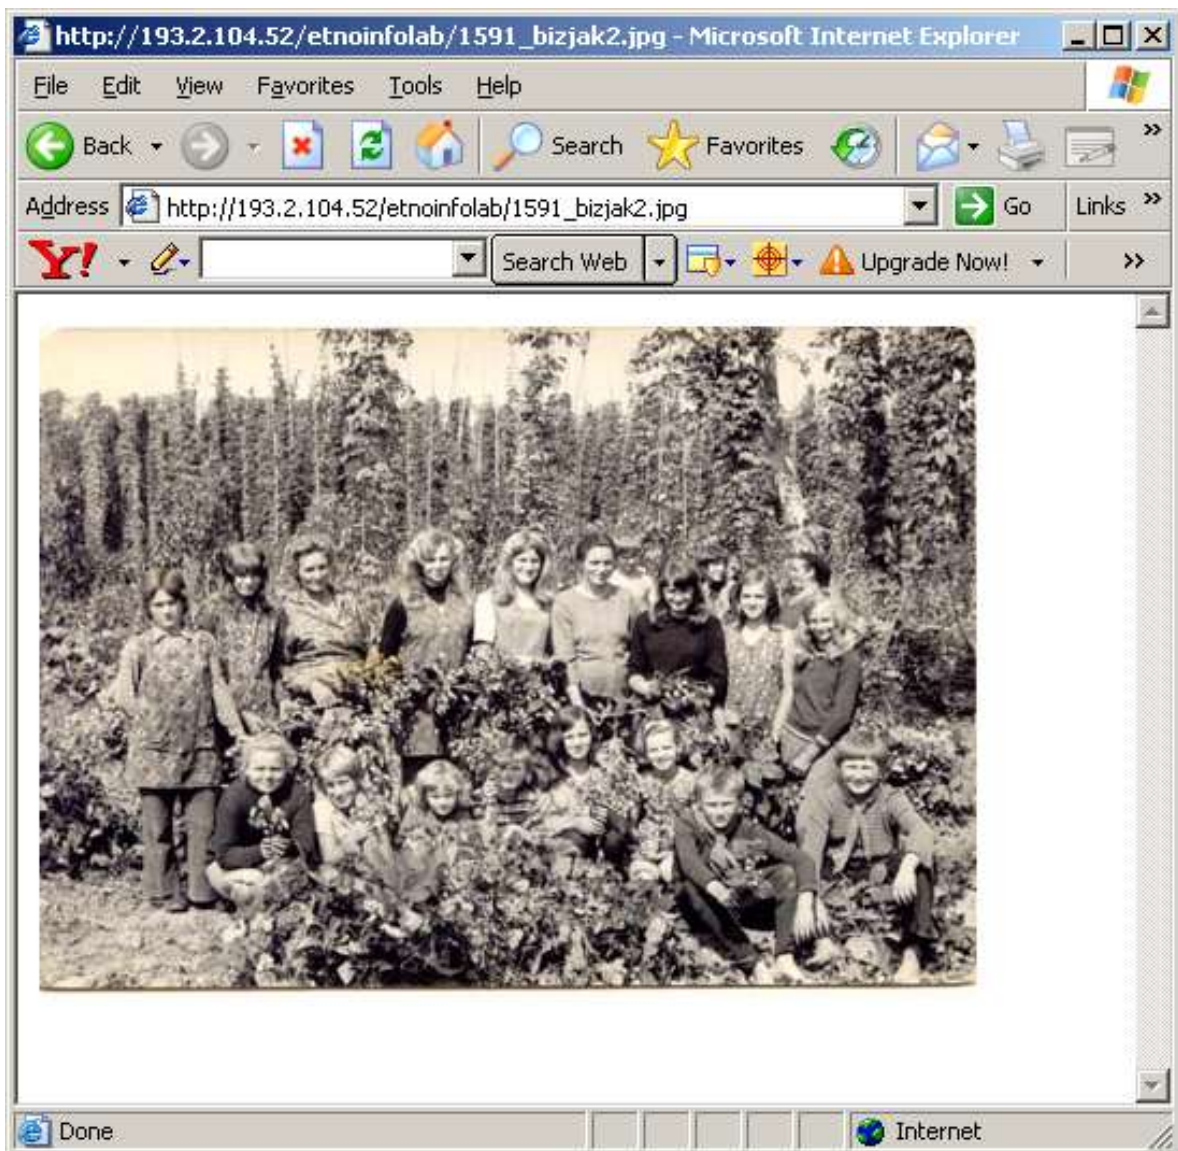 http://193.2.104.52/etnoinfolab/1591_bizjak2.jpg - Microsoft Internet Explorer
File Edit View Favorites Tools Help
Back Search Favorites »
Address http://193.2.104.52/etnoinfolab/1591_bizjak2.jpg Go Links »
Y! Search Web Upgrade Now! »
Done Internet